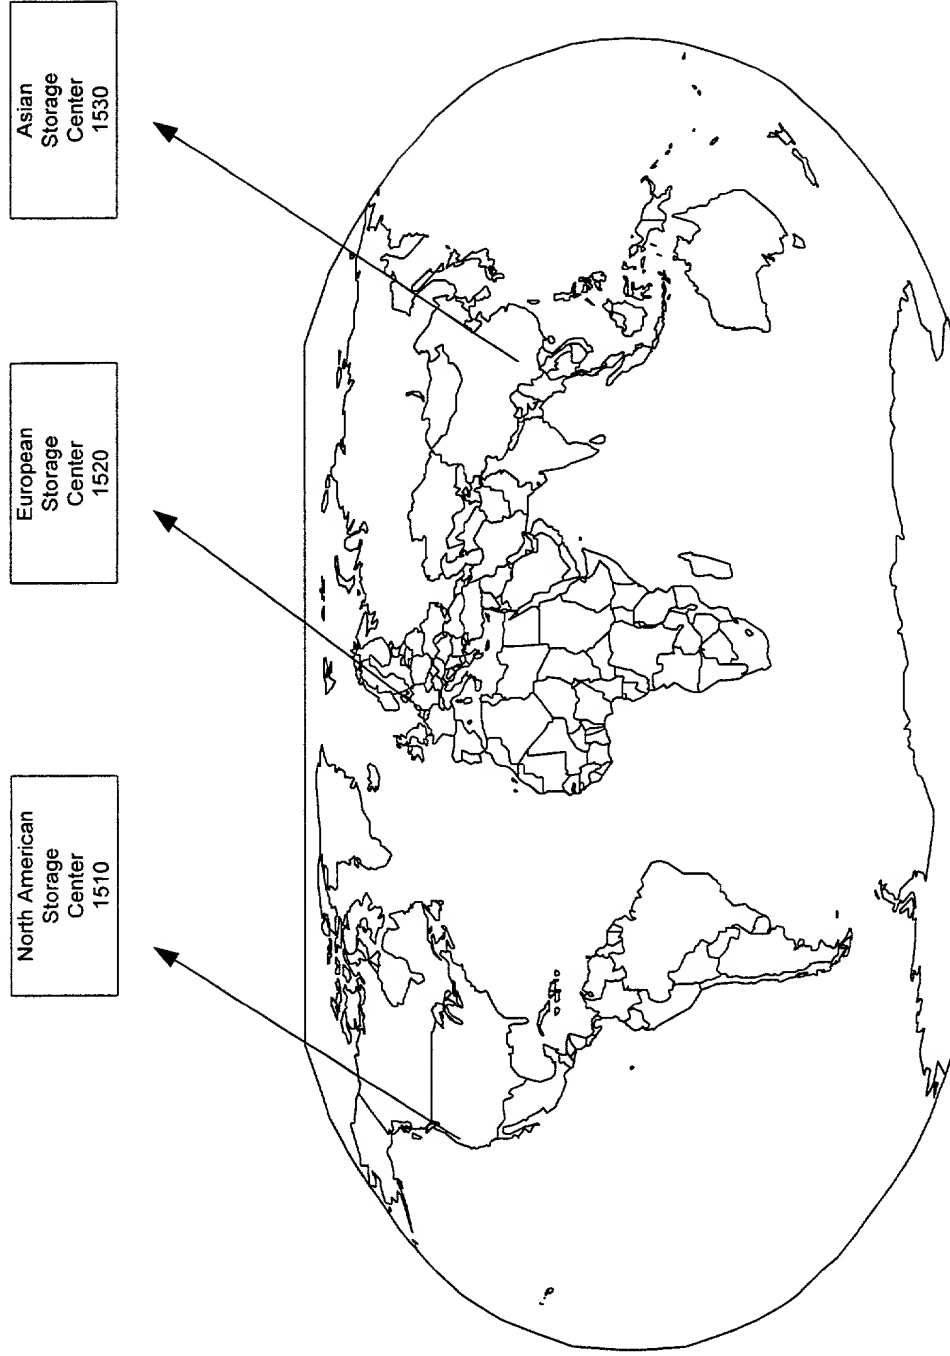 North American
Storage
Center
1510
European
Storage
Center
1520
Asian
Storage
Center
1530